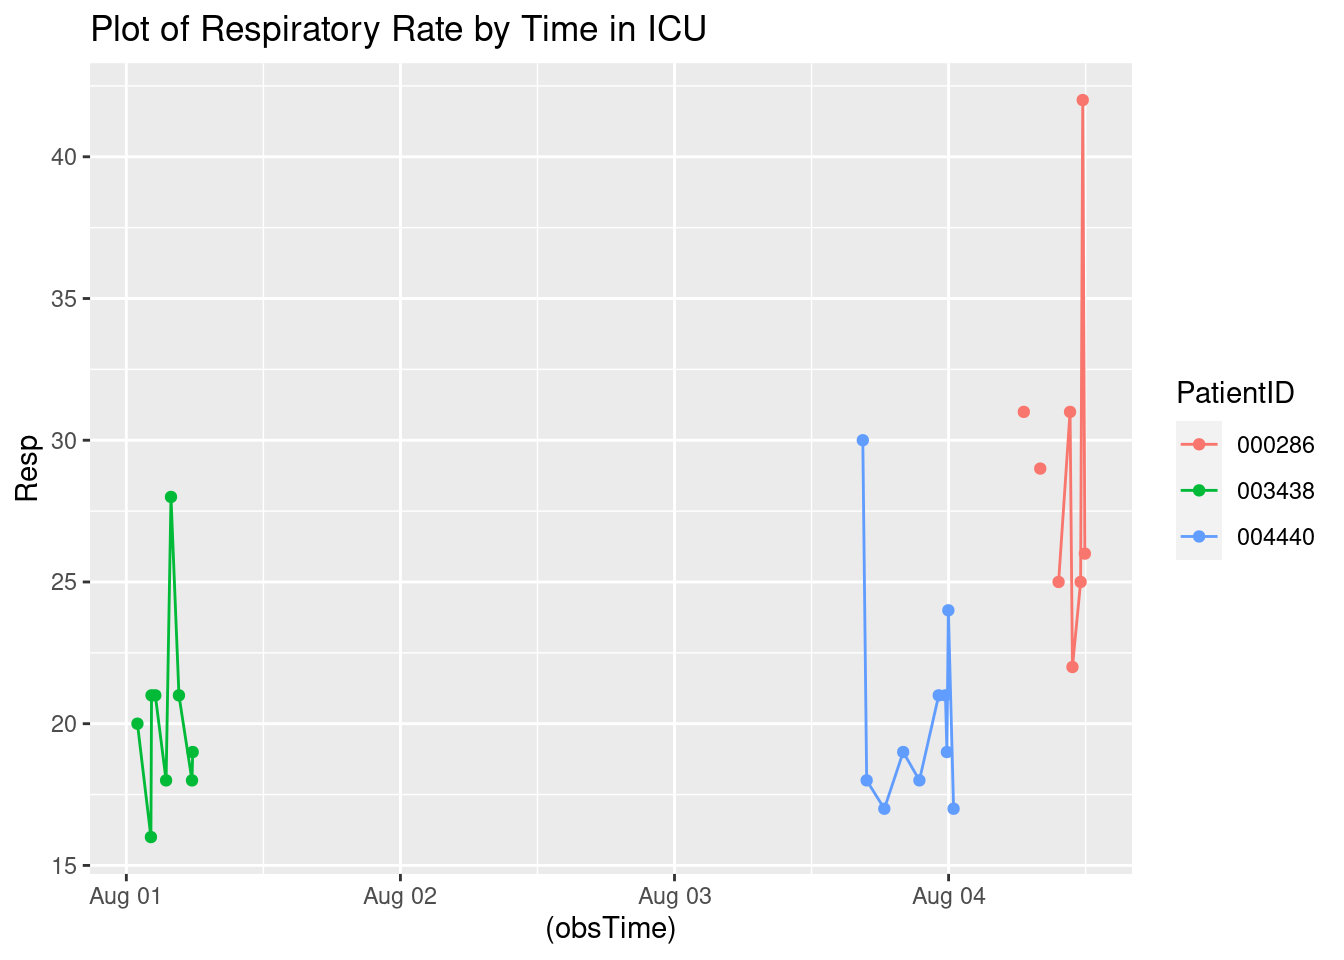 Plot of Respiratory Rate by Time in ICU
40
35
30
25
20
15
Resp
Aug 01
Aug 02
Aug 03
Aug 04
(obsTime)
PatientID
000286
003438
004440